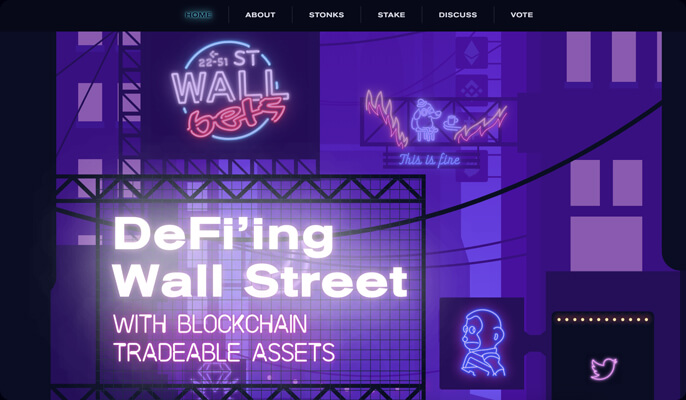 HOME
ABOUT
STONKS
STAKE
DISCUSS
VOTE
22-51 ST
WALL
bets
This is fine
DeFi’ing
Wall Street
WITH BLOCKCHAIN
TRADEABLE ASSETS